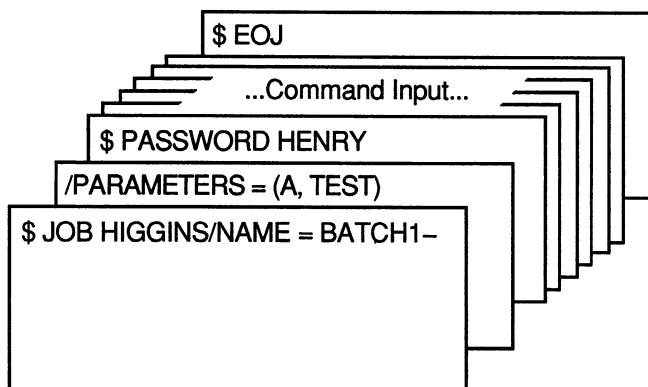 $ EOJ
...Command Input...
$ PASSWORD HENRY
/PARAMETERS = (A, TEST)
$ JOB HIGGINS/NAME = BATCH1–